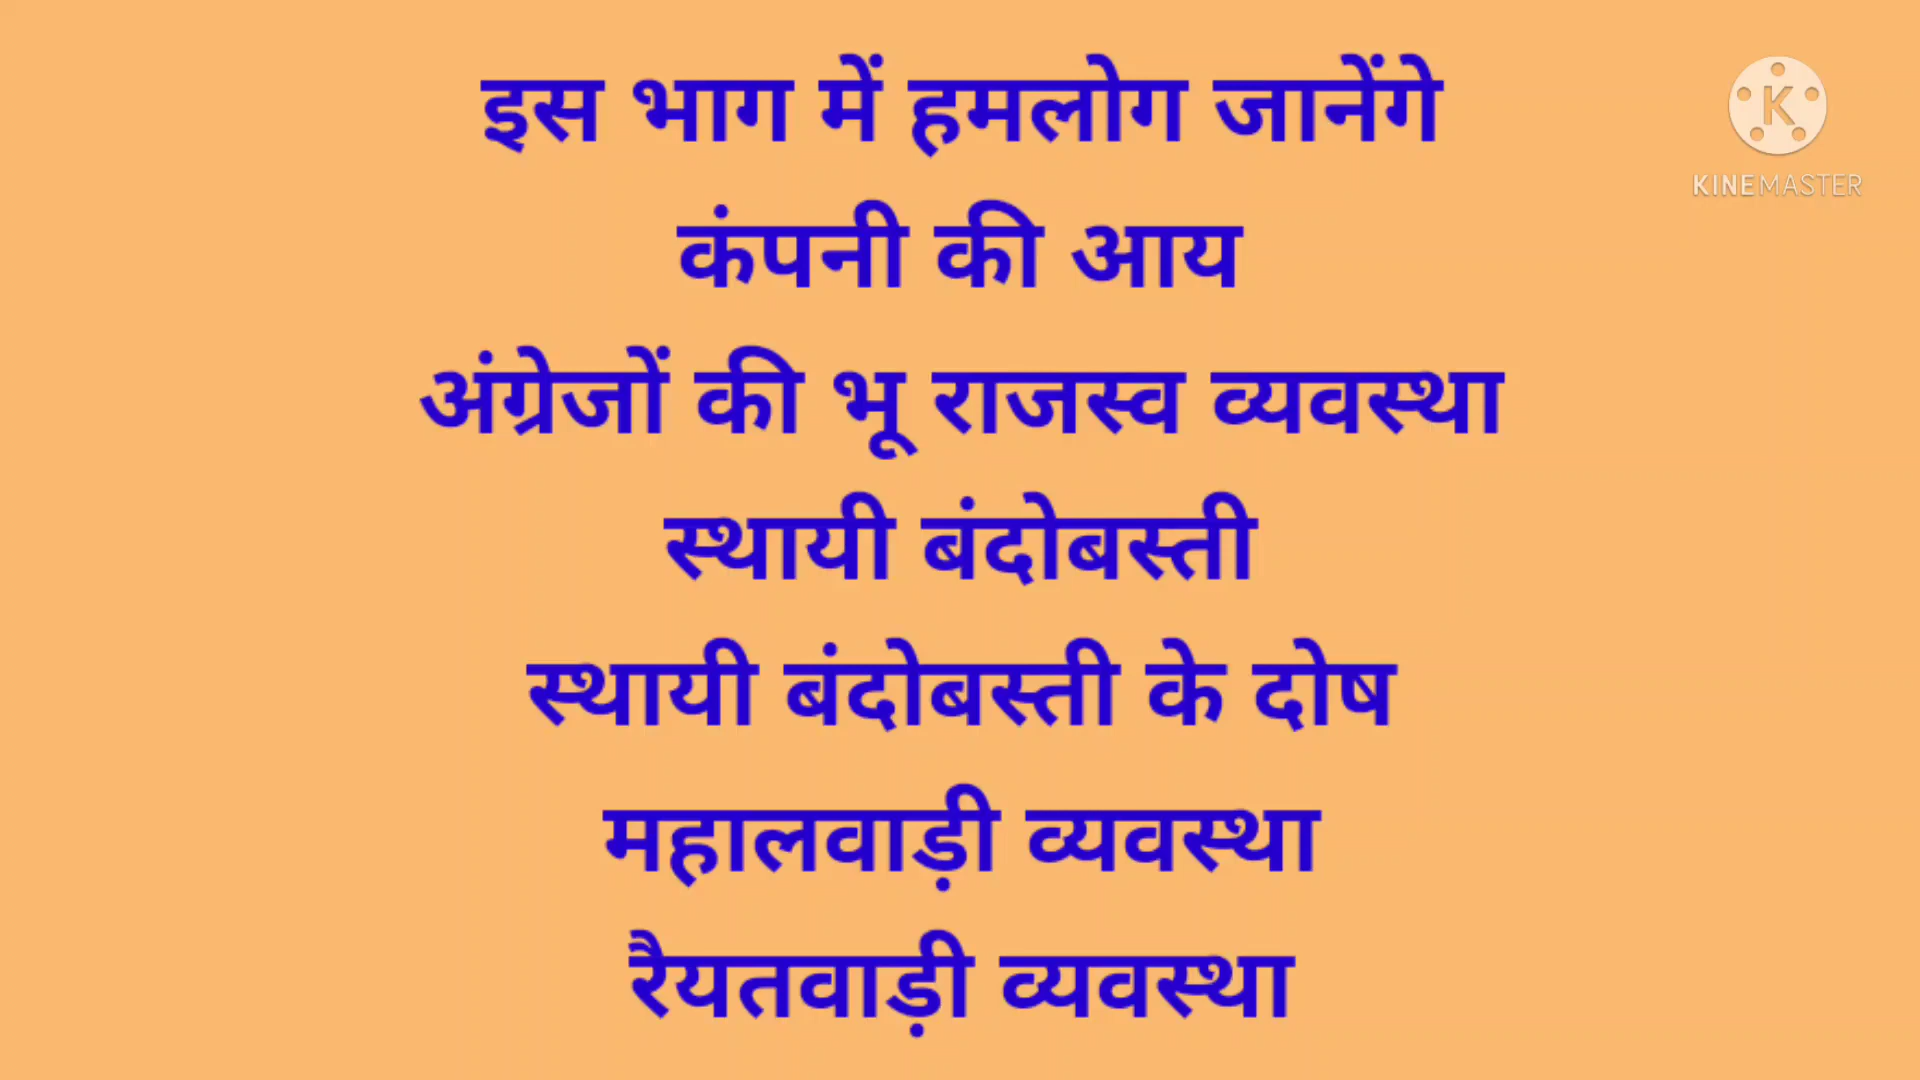 इस भाग में हमलोग जानेंगे
कंपनी की आय
अंग्रेजों की भू राजस्व व्यवस्था
स्थायी बंदोबस्ती
स्थायी बंदोबस्ती के दोष
महालवाड़ी व्यवस्था
रैयतवाड़ी व्यवस्था
K
KINEMASTER